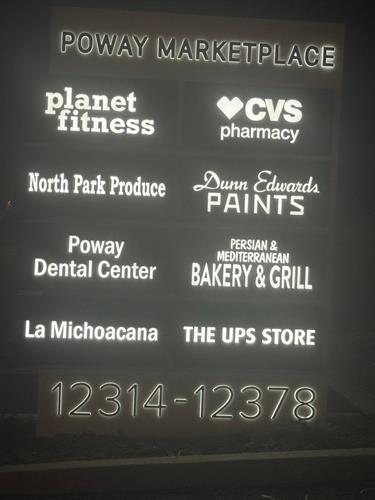 POWAY MARKETPLACE
planet
fitness
CVS
pharmacy
North Park Produce
Dunn Edwards
PAINTS
Poway
Dental Center
PERSIAN &
MEDITERRANEAN
BAKERY & GRILL
La Michoacana
THE UPS STORE
12314-12378